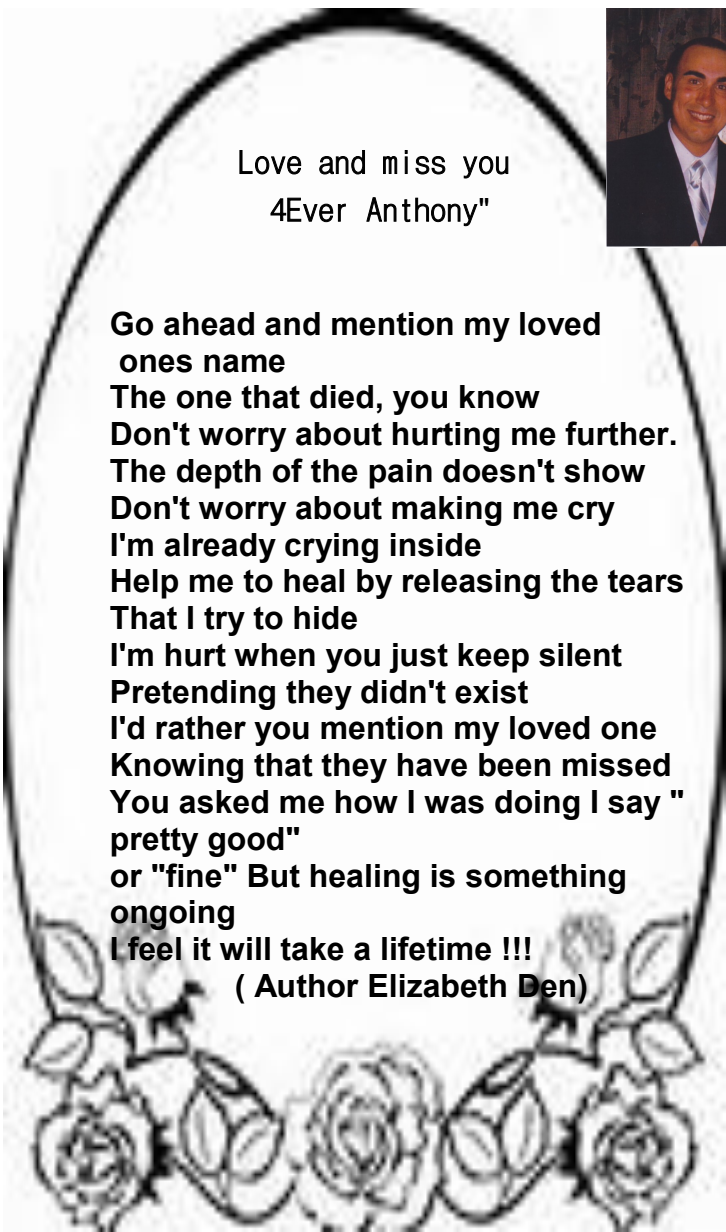 Love and miss you
4Ever Anthony"
Go ahead and mention my loved
ones name
The one that died, you know
Don't worry about hurting me further.
The depth of the pain doesn't show
Don't worry about making me cry
I'm already crying inside
Help me to heal by releasing the tears
That I try to hide
I'm hurt when you just keep silent
Pretending they didn't exist
I'd rather you mention my loved one
Knowing that they have been missed
You asked me how I was doing I say "
pretty good"
or "fine" But healing is something
ongoing
I feel it will take a lifetime !!!
( Author Elizabeth Den)